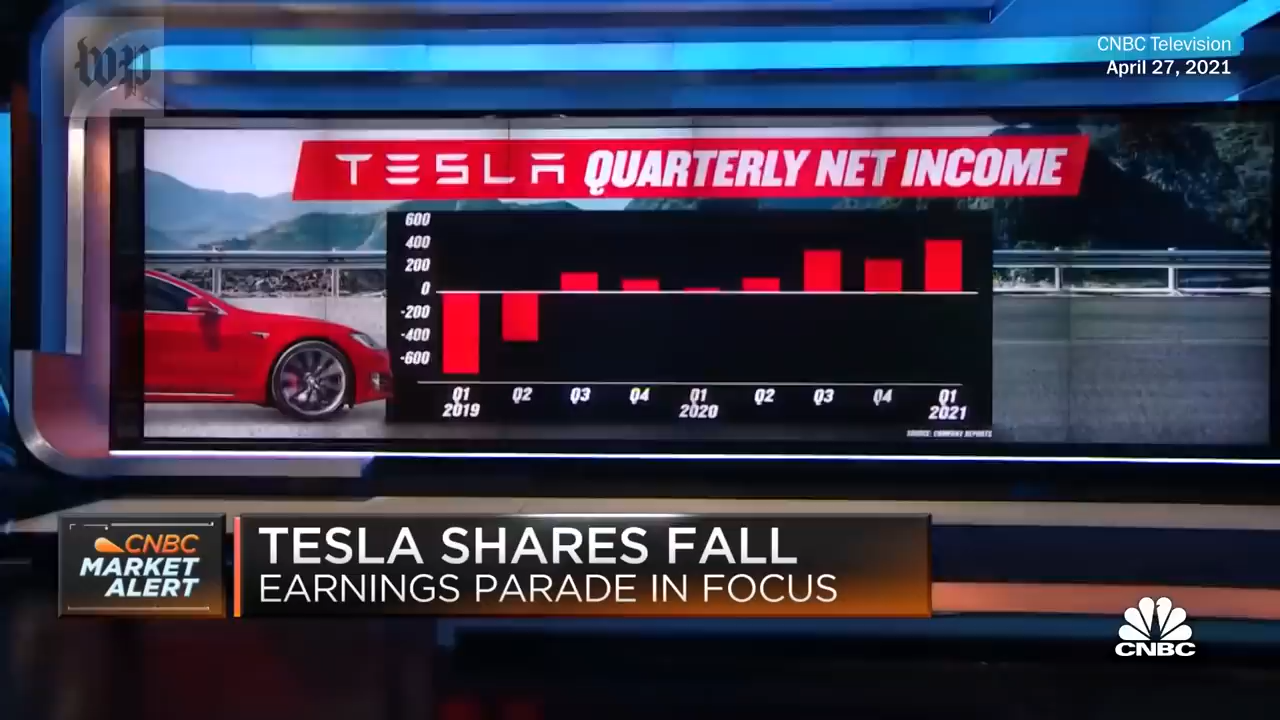 wp
CNBC Television
April 27, 2021
TESLA QUARTERLY NET INCOME
600
400
200
0
-200
-400
-600
Q1 Q2 Q3 Q4 Q1 Q2 Q3 Q4 Q1
2019 2020 2021
SOURCE: COMPANY REPORTS
CNBC
MARKET
ALERT
TESLA SHARES FALL
EARNINGS PARADE IN FOCUS
CNBC